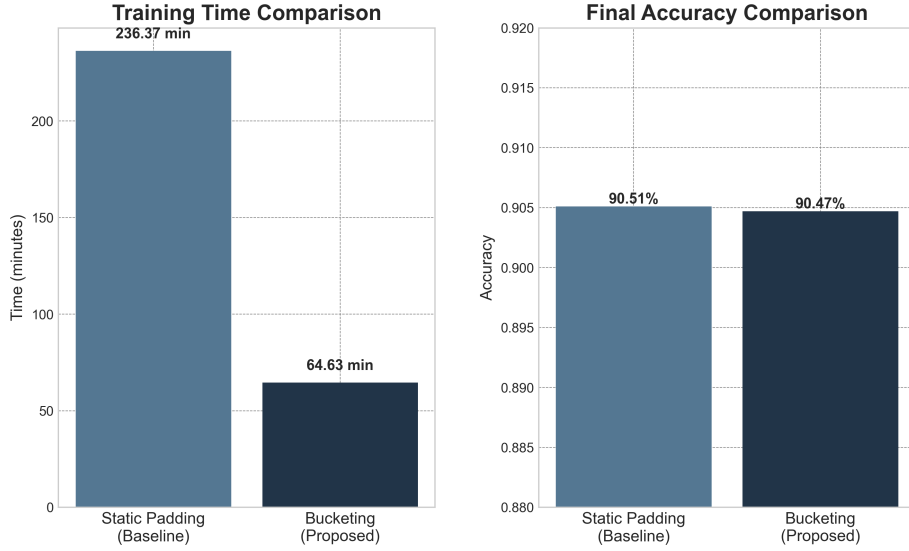 Training Time Comparison
236.37 min
200
150
100
50
0
Time (minutes)
64.63 min
Static Padding
(Baseline)
Bucketing
(Proposed)
Final Accuracy Comparison
0.920
0.915
0.910
0.905
0.900
0.895
0.890
0.885
0.880
Accuracy
90.51%
90.47%
Static Padding
(Baseline)
Bucketing
(Proposed)